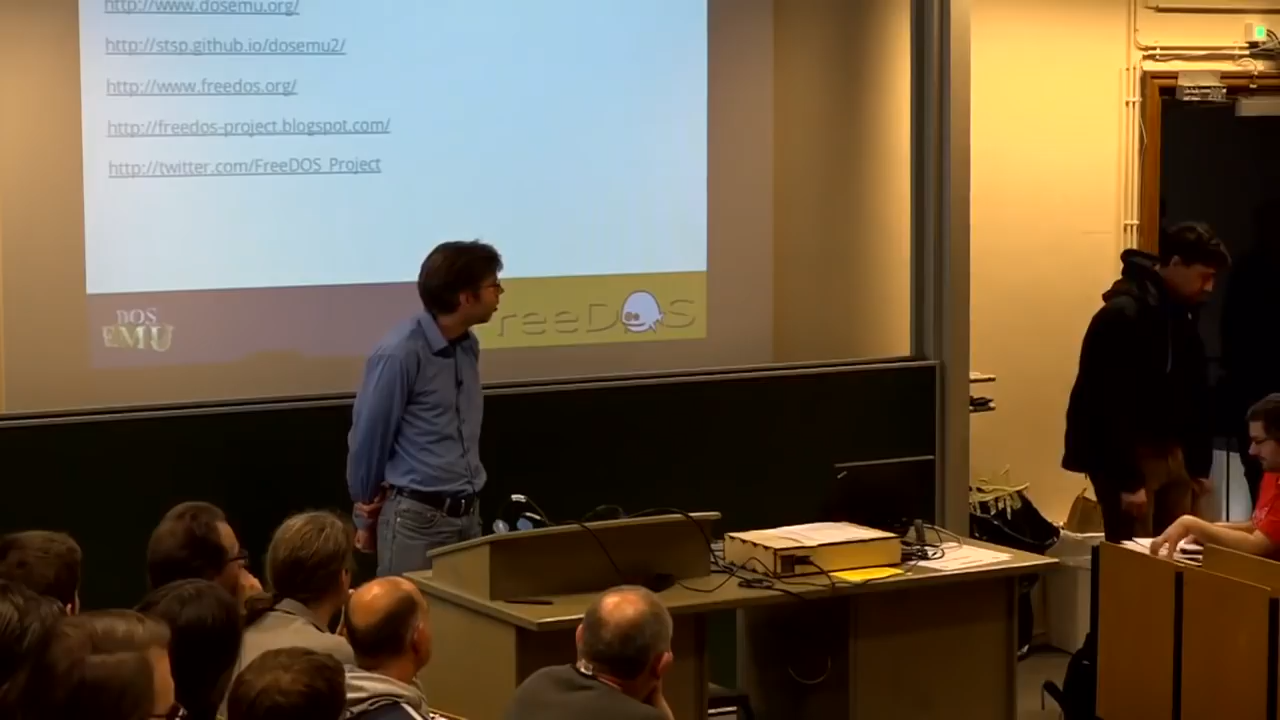 http://www.dosemu.org/
http://stsp.github.io/dosemu2/
http://www.freedos.org/
http://freedos-project.blogspot.com/
http://twitter.com/FreeDOS_Project
DOS
EMU
reeDOS